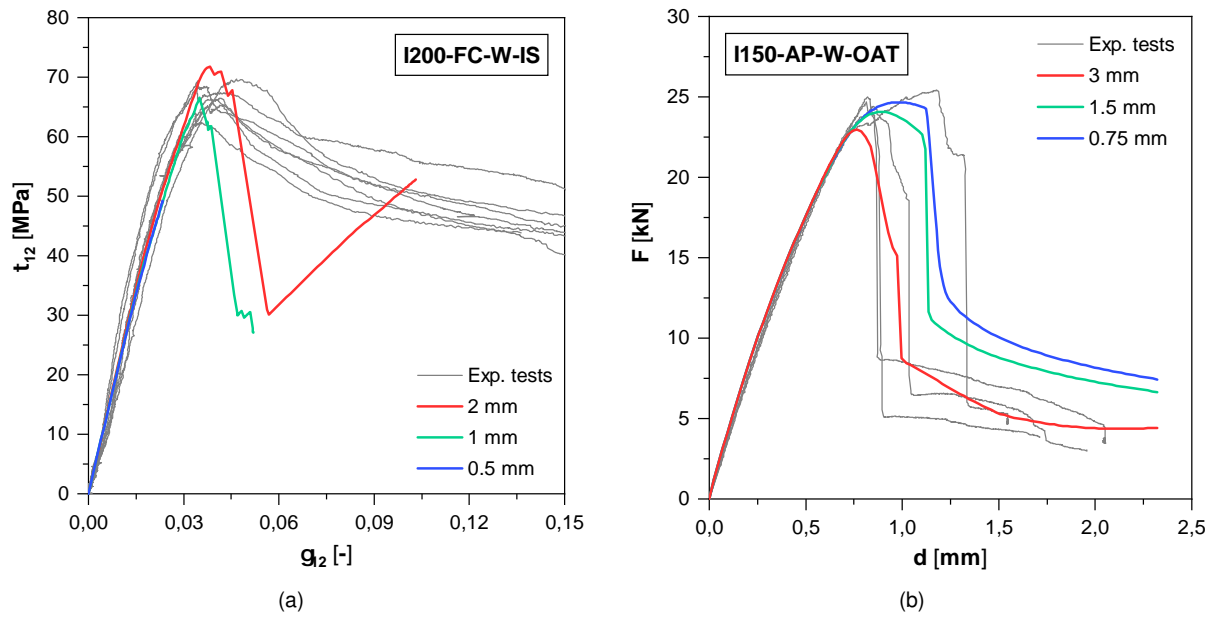 I200-FC-W-IS
80
70
60
50
40
30
20
10
0
t12 [MPa]
Exp. tests
2 mm
1 mm
0.5 mm
0,00 0,03 0,06 0,09 0,12 0,15
g12 [-]
(a)
I150-AP-W-OAT
30
25
20
15
10
5
0
F [kN]
Exp. tests
3 mm
1.5 mm
0.75 mm
0,0 0,5 1,0 1,5 2,0 2,5
d [mm]
(b)